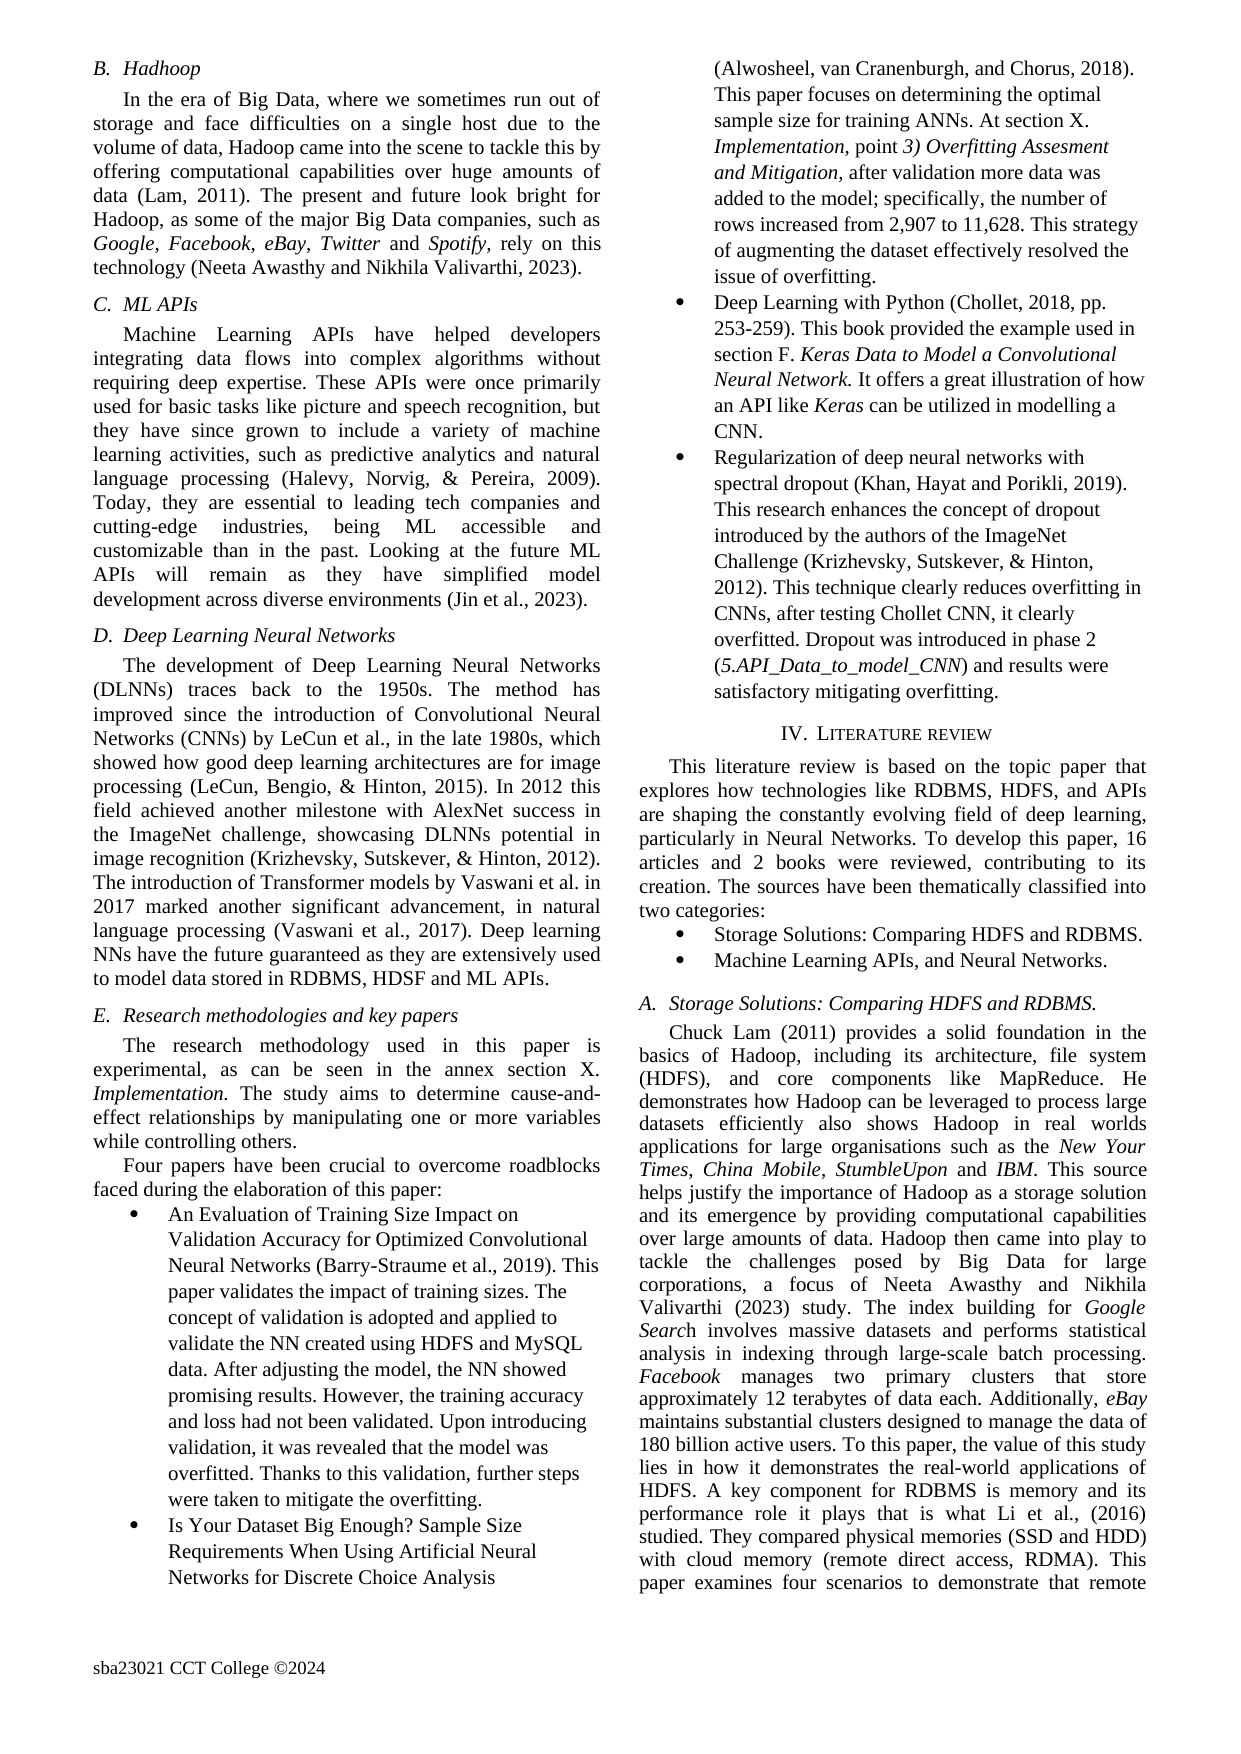 B. Hadhoop
In the era of Big Data, where we sometimes run out of
storage and face difficulties on a single host due to the
volume of data, Hadoop came into the scene to tackle this by
offering computational capabilities over huge amounts of
data (Lam, 2011). The present and future look bright for
Hadoop, as some of the major Big Data companies, such as
Google, Facebook, eBay, Twitter and Spotify, rely on this
technology (Neeta Awasthy and Nikhila Valivarthi, 2023).
C. ML APIs
Machine Learning APIs have helped developers
integrating data flows into complex algorithms without
requiring deep expertise. These APIs were once primarily
used for basic tasks like picture and speech recognition, but
they have since grown to include a variety of machine
learning activities, such as predictive analytics and natural
language processing (Halevy, Norvig, & Pereira, 2009).
Today, they are essential to leading tech companies and
cutting-edge industries, being ML accessible and
customizable than in the past. Looking at the future ML
APIs will remain as they have simplified model
development across diverse environments (Jin et al., 2023).
D. Deep Learning Neural Networks
The development of Deep Learning Neural Networks
(DLNNs) traces back to the 1950s. The method has
improved since the introduction of Convolutional Neural
Networks (CNNs) by LeCun et al., in the late 1980s, which
showed how good deep learning architectures are for image
processing (LeCun, Bengio, & Hinton, 2015). In 2012 this
field achieved another milestone with AlexNet success in
the ImageNet challenge, showcasing DLNNs potential in
image recognition (Krizhevsky, Sutskever, & Hinton, 2012).
The introduction of Transformer models by Vaswani et al. in
2017 marked another significant advancement, in natural
language processing (Vaswani et al., 2017). Deep learning
NNs have the future guaranteed as they are extensively used
to model data stored in RDBMS, HDSF and ML APIs.
E. Research methodologies and key papers
The research methodology used in this paper is
experimental, as can be seen in the annex section X.
Implementation. The study aims to determine cause-and-
effect relationships by manipulating one or more variables
while controlling others.
Four papers have been crucial to overcome roadblocks
faced during the elaboration of this paper:
• An Evaluation of Training Size Impact on
Validation Accuracy for Optimized Convolutional
Neural Networks (Barry-Straume et al., 2019). This
paper validates the impact of training sizes. The
concept of validation is adopted and applied to
validate the NN created using HDFS and MySQL
data. After adjusting the model, the NN showed
promising results. However, the training accuracy
and loss had not been validated. Upon introducing
validation, it was revealed that the model was
overfitted. Thanks to this validation, further steps
were taken to mitigate the overfitting.
• Is Your Dataset Big Enough? Sample Size
Requirements When Using Artificial Neural
Networks for Discrete Choice Analysis
(Alwosheel, van Cranenburgh, and Chorus, 2018).
This paper focuses on determining the optimal
sample size for training ANNs. At section X.
Implementation, point 3) Overfitting Assesment
and Mitigation, after validation more data was
added to the model; specifically, the number of
rows increased from 2,907 to 11,628. This strategy
of augmenting the dataset effectively resolved the
issue of overfitting.
• Deep Learning with Python (Chollet, 2018, pp.
253-259). This book provided the example used in
section F. Keras Data to Model a Convolutional
Neural Network. It offers a great illustration of how
an API like Keras can be utilized in modelling a
CNN.
• Regularization of deep neural networks with
spectral dropout (Khan, Hayat and Porikli, 2019).
This research enhances the concept of dropout
introduced by the authors of the ImageNet
Challenge (Krizhevsky, Sutskever, & Hinton,
2012). This technique clearly reduces overfitting in
CNNs, after testing Chollet CNN, it clearly
overfitted. Dropout was introduced in phase 2
(5.API_Data_to_model_CNN) and results were
satisfactory mitigating overfitting.
IV. LITERATURE REVIEW
This literature review is based on the topic paper that
explores how technologies like RDBMS, HDFS, and APIs
are shaping the constantly evolving field of deep learning,
particularly in Neural Networks. To develop this paper, 16
articles and 2 books were reviewed, contributing to its
creation. The sources have been thematically classified into
two categories:
• Storage Solutions: Comparing HDFS and RDBMS.
• Machine Learning APIs, and Neural Networks.
A. Storage Solutions: Comparing HDFS and RDBMS.
Chuck Lam (2011) provides a solid foundation in the
basics of Hadoop, including its architecture, file system
(HDFS), and core components like MapReduce. He
demonstrates how Hadoop can be leveraged to process large
datasets efficiently also shows Hadoop in real worlds
applications for large organisations such as the New Your
Times, China Mobile, StumbleUpon and IBM. This source
helps justify the importance of Hadoop as a storage solution
and its emergence by providing computational capabilities
over large amounts of data. Hadoop then came into play to
tackle the challenges posed by Big Data for large
corporations, a focus of Neeta Awasthy and Nikhila
Valivarthi (2023) study. The index building for Google
Search involves massive datasets and performs statistical
analysis in indexing through large-scale batch processing.
Facebook manages two primary clusters that store
approximately 12 terabytes of data each. Additionally, eBay
maintains substantial clusters designed to manage the data of
180 billion active users. To this paper, the value of this study
lies in how it demonstrates the real-world applications of
HDFS. A key component for RDBMS is memory and its
performance role it plays that is what Li et al., (2016)
studied. They compared physical memories (SSD and HDD)
with cloud memory (remote direct access, RDMA). This
paper examines four scenarios to demonstrate that remote
sba23021 CCT College ©2024